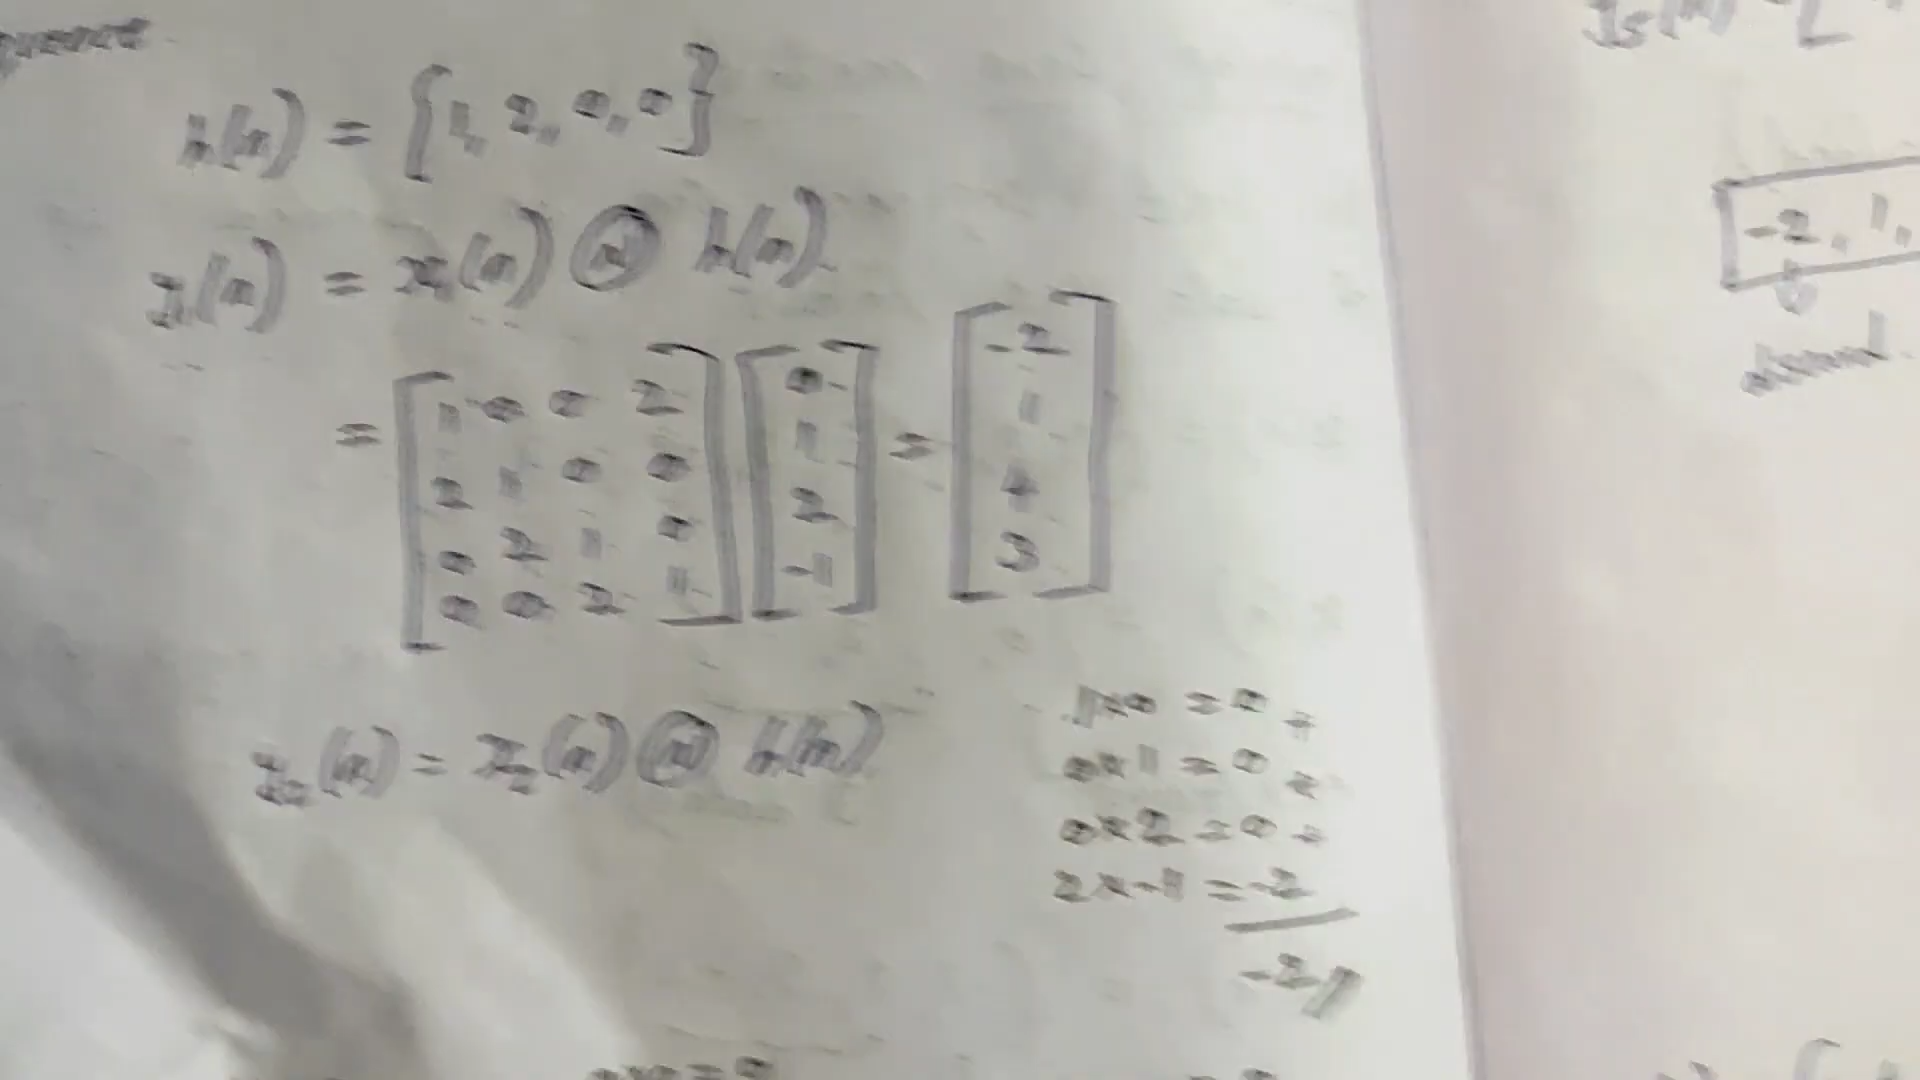 h(n) = {1, 2, 0, 0}
y₁(n) = x₁(n) Ⓝ h(n)
= [1 0 0 2] [0] = [-2]
[2 1 0 0] [1] [1]
[0 2 1 0] [2] [4]
[0 0 2 1] [-1] [3]
y₂(n) = x₂(n) Ⓝ h(n)
1×0 = 0 +
0×1 = 0 +
0×2 = 0 +
2×-1 = -2
-2//
-2, 1,